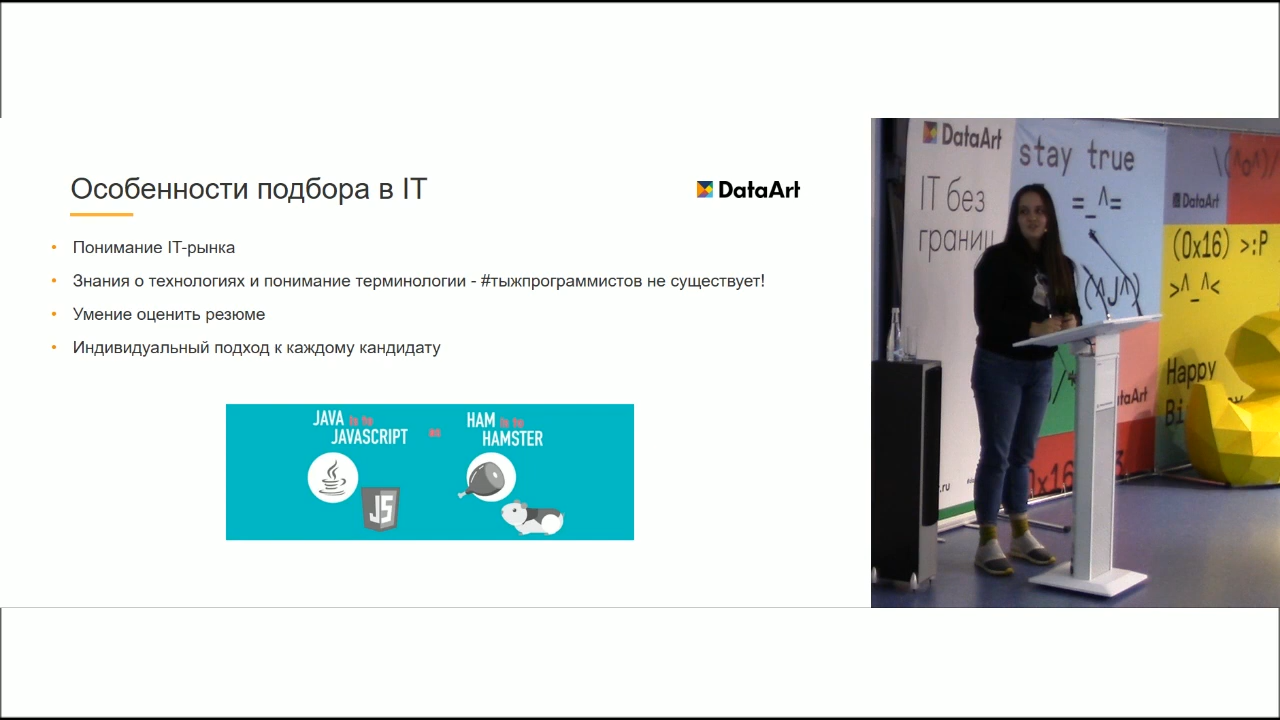 Особенности подбора в IT
DataArt
Понимание IT-рынка
Знания о технологиях и понимание терминологии - #тыжпрограммистов не существует!
Умение оценить резюме
Индивидуальный подход к каждому кандидату
JAVA is to
JAVASCRIPT
as
HAM is to
HAMSTER
JS
DataArt
IT без
границ
stay true
=_^=
(^J^)
DataArt
\(^o^)/
(0x16) >:P
>^_^<
Happy